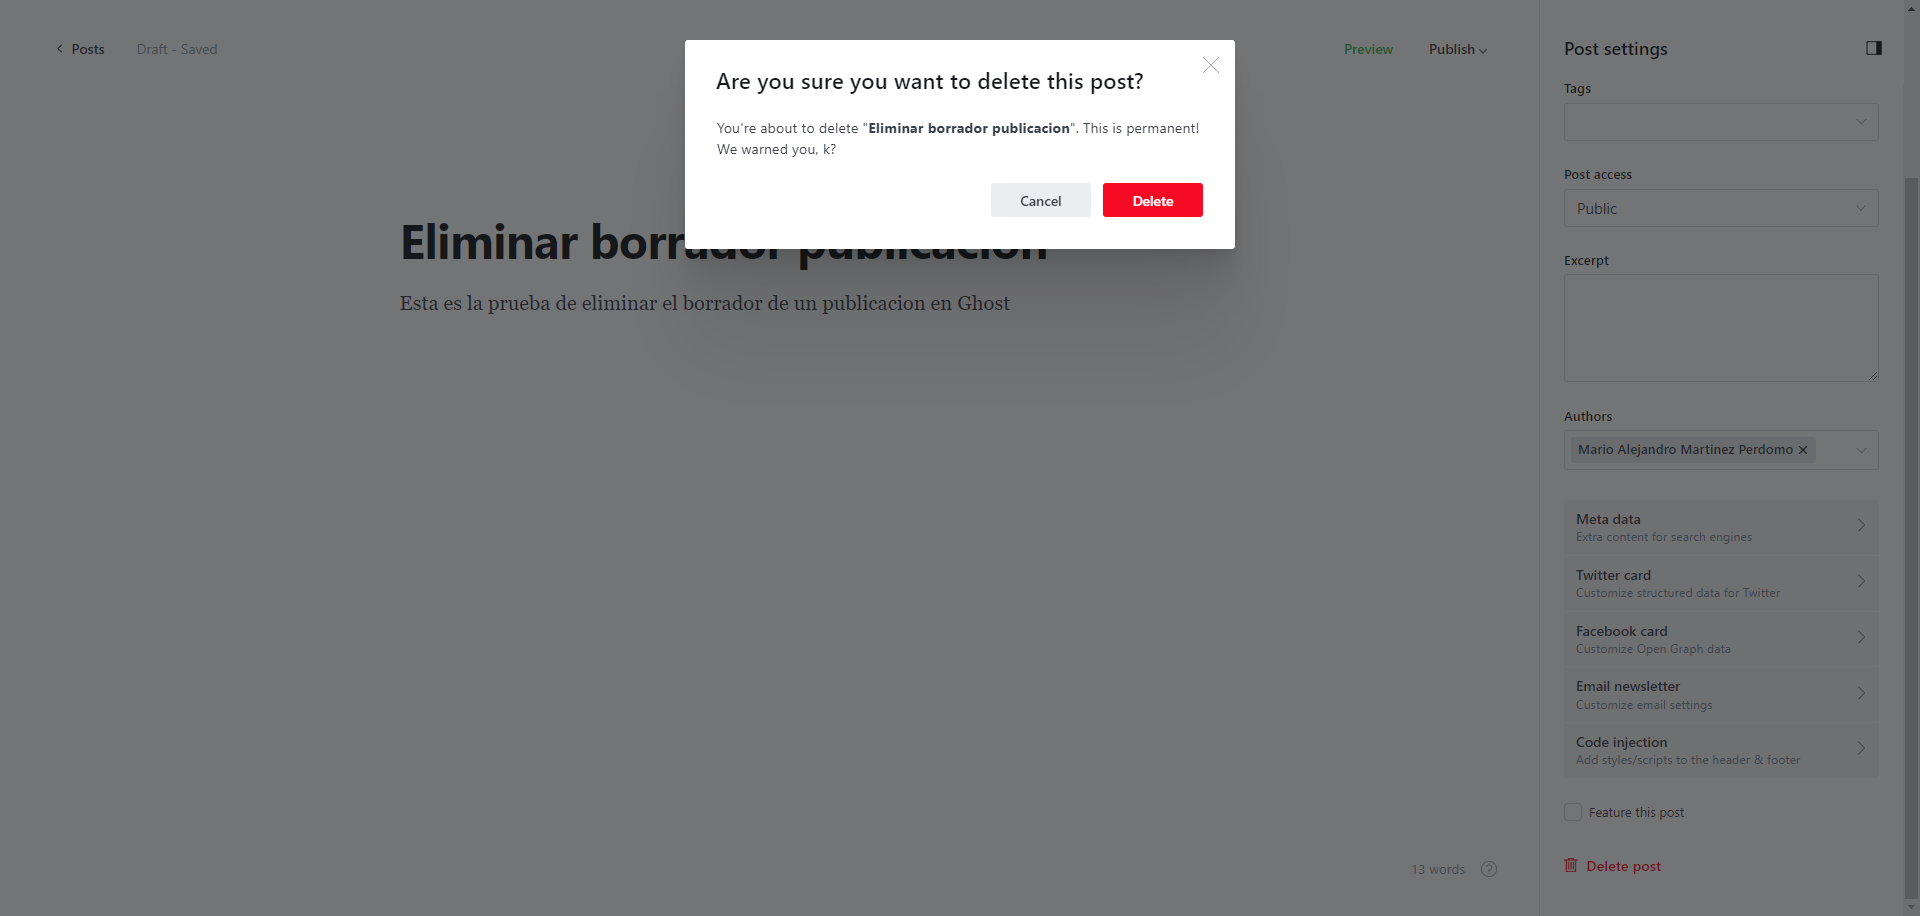 Posts
Draft - Saved
Preview
Publish
Are you sure you want to delete this post?
You're about to delete "Eliminar borrador publicacion". This is permanent!
We warned you, k?
Cancel
Delete
Eliminar borrador publicacion
Esta es la prueba de eliminar el borrador de un publicacion en Ghost
13 words
?
Post settings
Tags
Post access
Public
Excerpt
Authors
Mario Alejandro Martinez Perdomo
Meta data
Extra content for search engines
Twitter card
Customize structured data for Twitter
Facebook card
Customize Open Graph data
Email newsletter
Customize email settings
Code injection
Add styles/scripts to the header & footer
Feature this post
Delete post